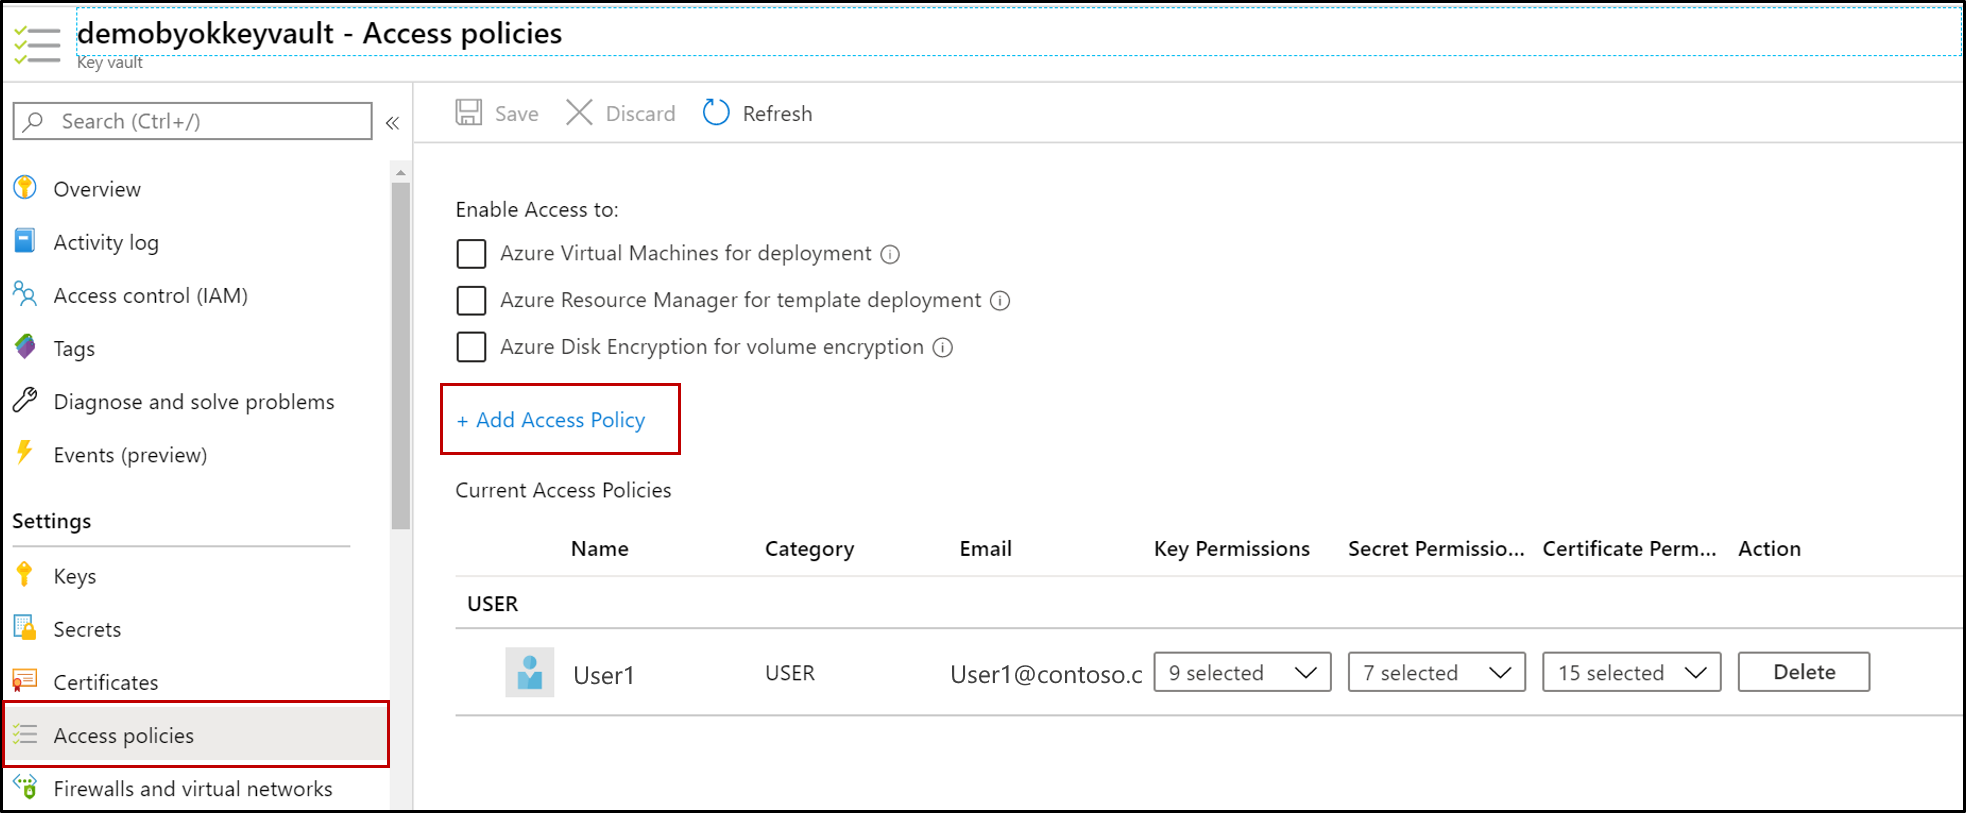 demobyokkeyvault - Access policies
Key vault
Search (Ctrl+/)
«
Save
Discard
Refresh
Overview
Activity log
Access control (IAM)
Tags
Diagnose and solve problems
Events (preview)
Settings
Keys
Secrets
Certificates
Access policies
Firewalls and virtual networks
Enable Access to:
Azure Virtual Machines for deployment
Azure Resource Manager for template deployment
Azure Disk Encryption for volume encryption
+ Add Access Policy
Current Access Policies
Name Category Email Key Permissions Secret Permissio... Certificate Perm... Action
USER
User1 USER User1@contoso.c 9 selected 7 selected 15 selected Delete